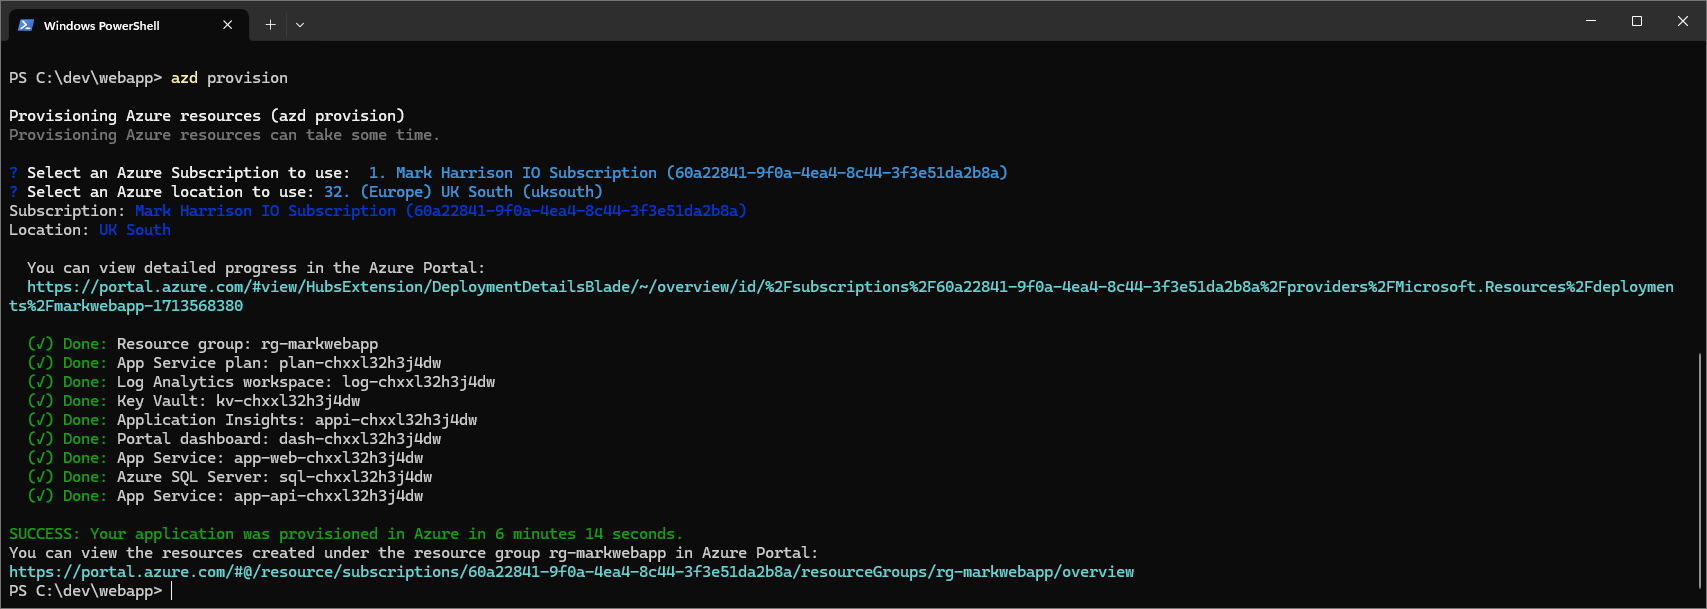 Windows PowerShell
PS C:\dev\webapp> azd provision
Provisioning Azure resources (azd provision)
Provisioning Azure resources can take some time.
? Select an Azure Subscription to use:  1. Mark Harrison IO Subscription (60a22841-9f0a-4ea4-8c44-3f3e51da2b8a)
? Select an Azure location to use: 32. (Europe) UK South (uksouth)
Subscription: Mark Harrison IO Subscription (60a22841-9f0a-4ea4-8c44-3f3e51da2b8a)
Location: UK South
You can view detailed progress in the Azure Portal:
https://portal.azure.com/#view/HubsExtension/DeploymentDetailsBlade/~/overview/id/%2Fsubscriptions%2F60a22841-9f0a-4ea4-8c44-3f3e51da2b8a%2Fproviders%2FMicrosoft.Resources%2Fdeploymen
ts%2Fmarkwebapp-1713568380
(√) Done: Resource group: rg-markwebapp
(√) Done: App Service plan: plan-chxxl32h3j4dw
(√) Done: Log Analytics workspace: log-chxxl32h3j4dw
(√) Done: Key Vault: kv-chxxl32h3j4dw
(√) Done: Application Insights: appi-chxxl32h3j4dw
(√) Done: Portal dashboard: dash-chxxl32h3j4dw
(√) Done: App Service: app-web-chxxl32h3j4dw
(√) Done: Azure SQL Server: sql-chxxl32h3j4dw
(√) Done: App Service: app-api-chxxl32h3j4dw
SUCCESS: Your application was provisioned in Azure in 6 minutes 14 seconds.
You can view the resources created under the resource group rg-markwebapp in Azure Portal:
https://portal.azure.com/#@/resource/subscriptions/60a22841-9f0a-4ea4-8c44-3f3e51da2b8a/resourceGroups/rg-markwebapp/overview
PS C:\dev\webapp>